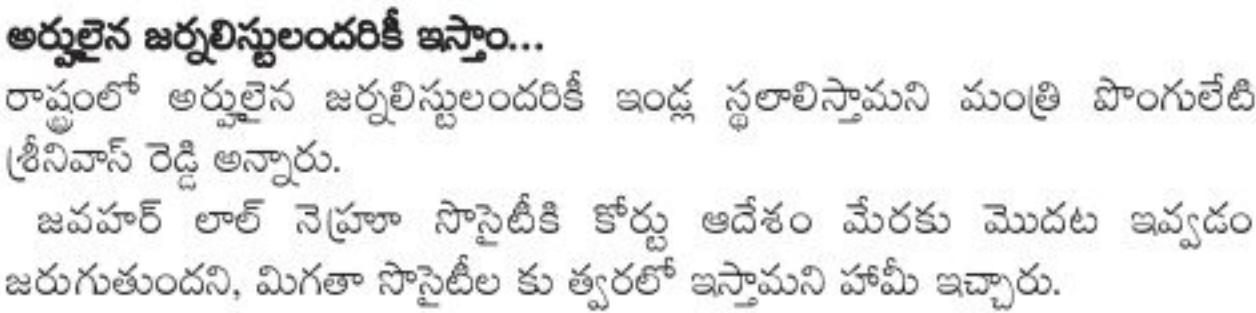 అర్హులైన జర్నలిస్టులందరికీ ఇస్తాం...
రాష్ట్రంలో అర్హులైన జర్నలిస్టులందరికీ ఇండ్ల స్థలాలిస్తామని మంత్రి పొంగులేటి
శ్రీనివాస్ రెడ్డి అన్నారు.
జవహర్ లాల్ నెహ్రూ సొసైటీకి కోర్టు ఆదేశం మేరకు మొదట ఇవ్వడం
జరుగుతుందని, మిగతా సొసైటీల కు త్వరలో ఇస్తామని హామీ ఇచ్చారు.